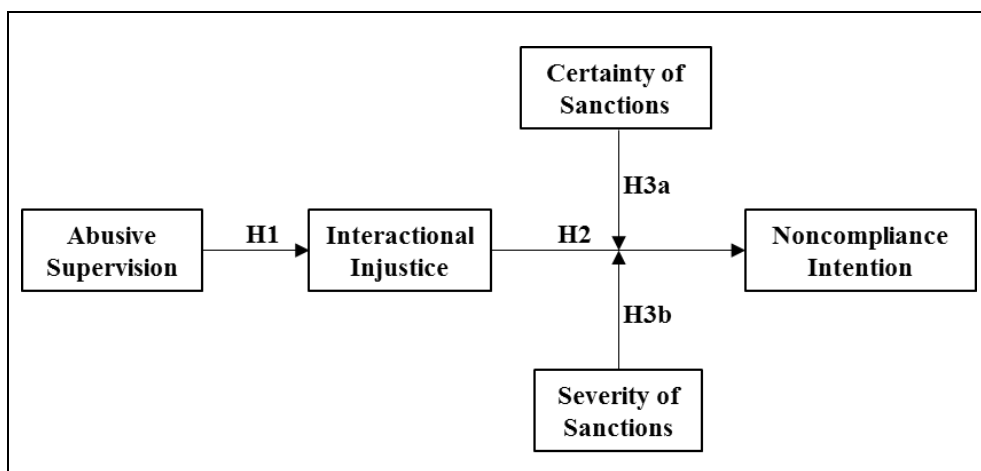 Certainty of
Sanctions
H3a
Abusive
Supervision
H1
Interactional
Injustice
H2
Noncompliance
Intention
H3b
Severity of
Sanctions